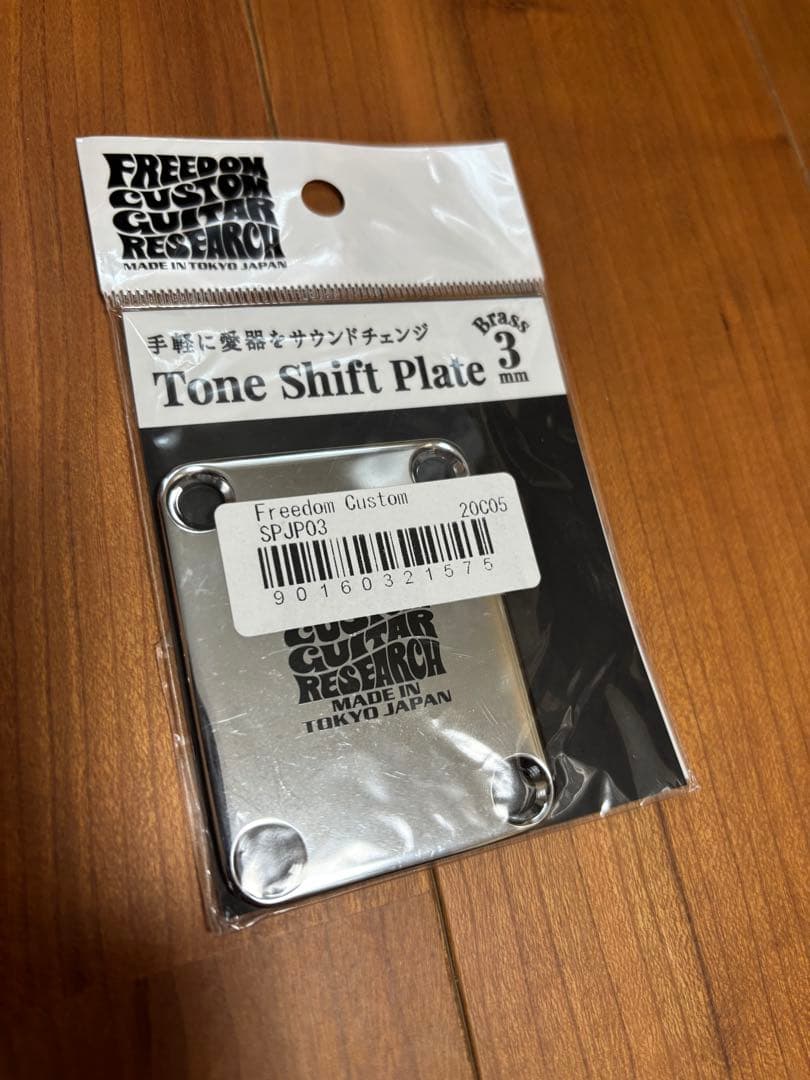 FREEDOM
CUSTOM
GUITAR
RESEARCH
MADE IN TOKYO JAPAN
手軽に愛器をサウンドチェンジ
Tone Shift Plate
Brass
3
mm
Freedom Custom
SPJP03
20C05
90160321575
CUSTOM
GUITAR
RESEARCH
MADE IN
TOKYO JAPAN